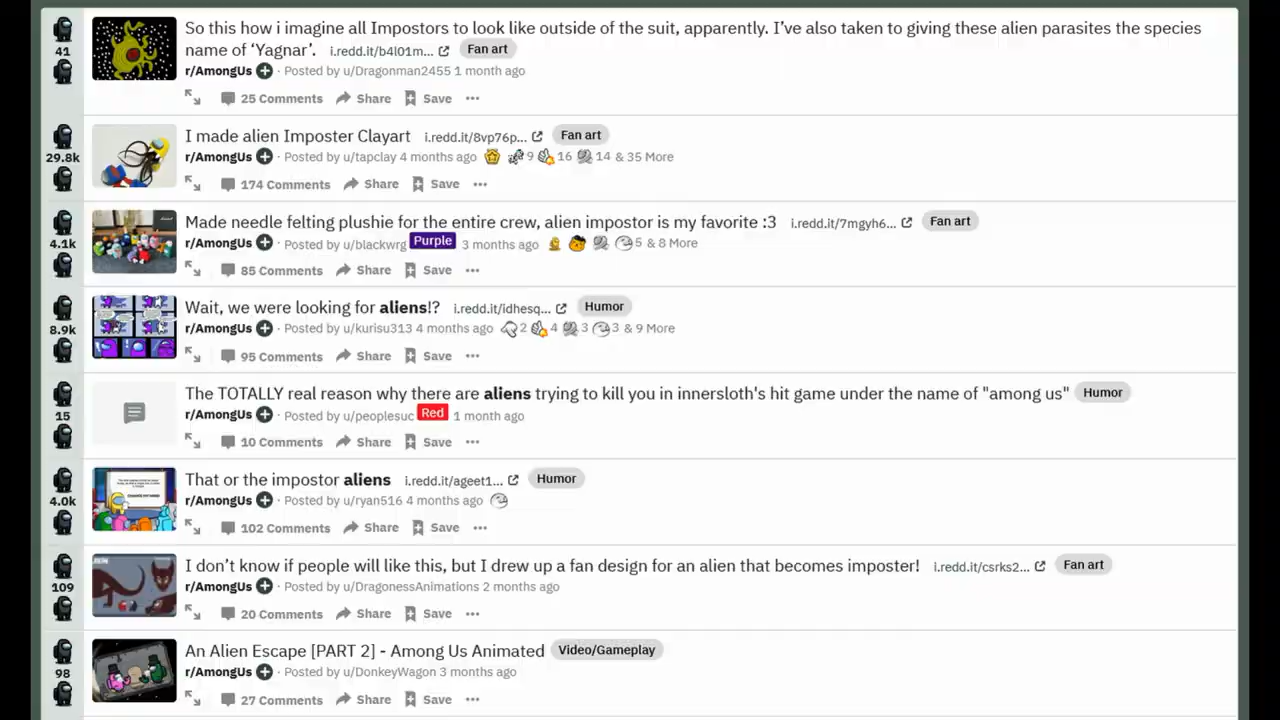 So this how i imagine all Impostors to look like outside of the suit, apparently. I've also taken to giving these alien parasites the species
name of ‘Yagnar’. i.redd.it/b4l01m... Fan art
41
r/AmongUs · Posted by u/Dragonman2455 1 month ago
25 Comments Share Save ...
I made alien Imposter Clayart i.redd.it/8vp76p... Fan art
29.8k
r/AmongUs · Posted by u/tapclay 4 months ago 9 16 14 & 35 More
174 Comments Share Save ...
Made needle felting plushie for the entire crew, alien impostor is my favorite :3 i.redd.it/7mgyh6... Fan art
4.1k
r/AmongUs · Posted by u/blackwrg Purple 3 months ago 5 & 8 More
85 Comments Share Save ...
Wait, we were looking for aliens!? i.redd.it/idhesq... Humor
8.9k
r/AmongUs · Posted by u/kurisu313 4 months ago 2 4 3 3 & 9 More
95 Comments Share Save ...
The TOTALLY real reason why there are aliens trying to kill you in innersloth's hit game under the name of "among us" Humor
15
r/AmongUs · Posted by u/peoplesuc Red 1 month ago
10 Comments Share Save ...
That or the impostor aliens i.redd.it/ageet1... Humor
4.0k
r/AmongUs · Posted by u/ryan516 4 months ago
102 Comments Share Save ...
I don’t know if people will like this, but I drew up a fan design for an alien that becomes imposter! i.redd.it/csrks2... Fan art
109
r/AmongUs · Posted by u/DragonessAnimations 2 months ago
20 Comments Share Save ...
An Alien Escape [PART 2] - Among Us Animated Video/Gameplay
98
r/AmongUs · Posted by u/DonkeyWagon 3 months ago
27 Comments Share Save ...